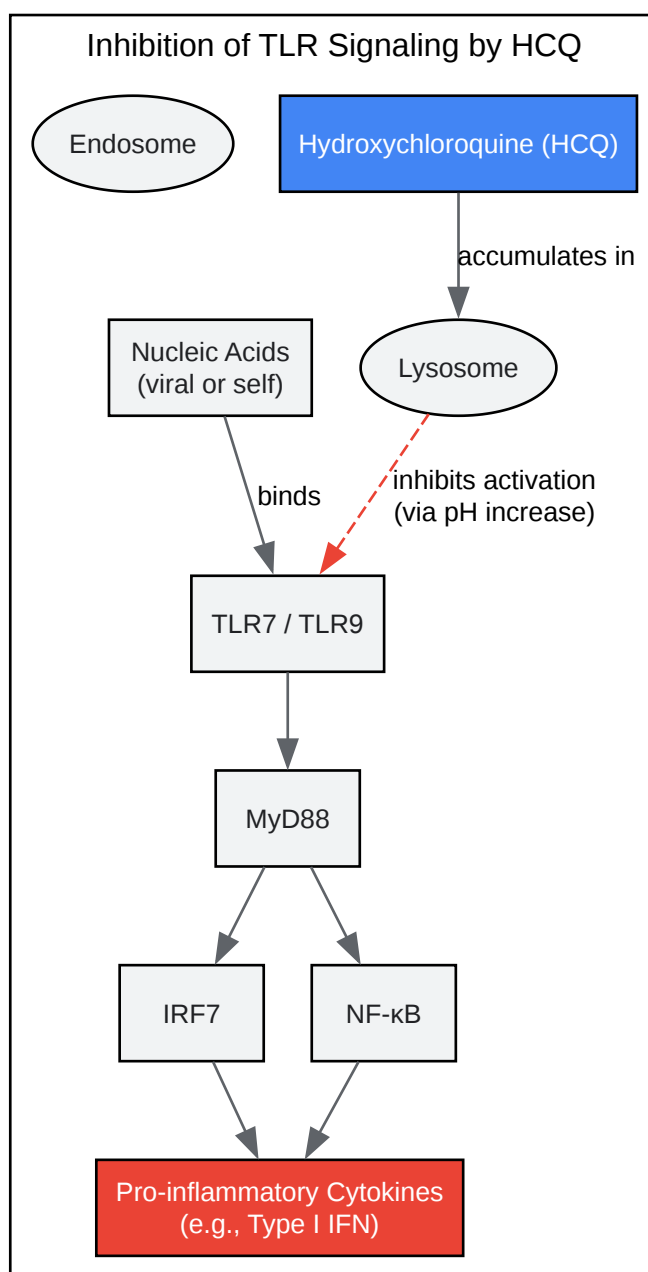 Inhibition of TLR Signaling by HCQ
Endosome
Hydroxychloroquine (HCQ)
accumulates in
Nucleic Acids
(viral or self)
Lysosome
binds
inhibits activation
(via pH increase)
TLR7 / TLR9
MyD88
IRF7
NF-κB
Pro-inflammatory Cytokines
(e.g., Type I IFN)